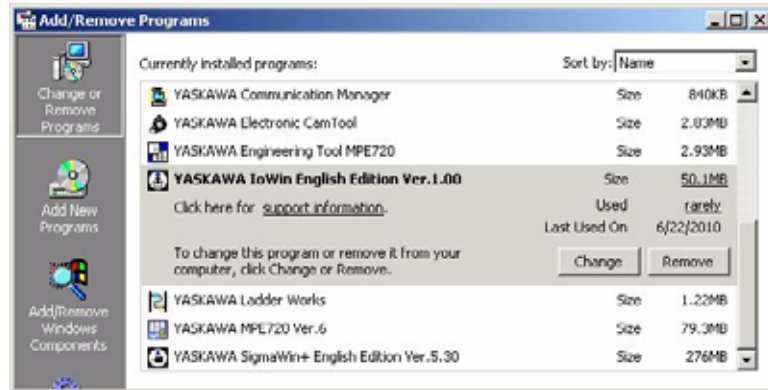 Add/Remove Programs
Change or
Remove
Programs
Add New
Programs
Add/Remove
Windows
Components
Currently installed programs: Sort by: Name
YASKAWA Communication Manager Size 840KB
YASKAWA Electronic CamTool Size 2.83MB
YASKAWA Engineering Tool MPE720 Size 2.93MB
YASKAWA IoWin English Edition Ver.1.00 Size 50.1MB
Click here for support information. Used rarely
Last Used On 6/22/2010
To change this program or remove it from your
computer, click Change or Remove. Change Remove
YASKAWA Ladder Works Size 1.22MB
YASKAWA MPE720 Ver.6 Size 79.3MB
YASKAWA SigmaWin+ English Edition Ver.5.30 Size 276MB